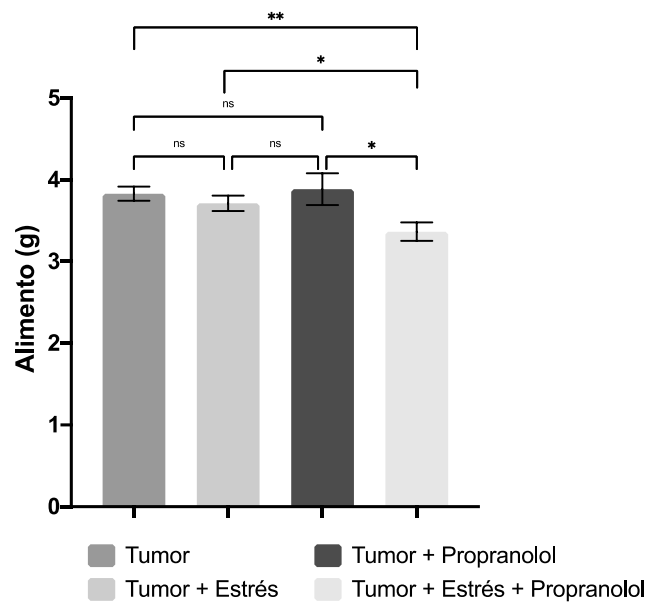 **
*
ns
ns
ns
*
5
4
3
2
1
0
Alimento (g)
Tumor
Tumor + Propranolol
Tumor + Estrés
Tumor + Estrés + Propranolol